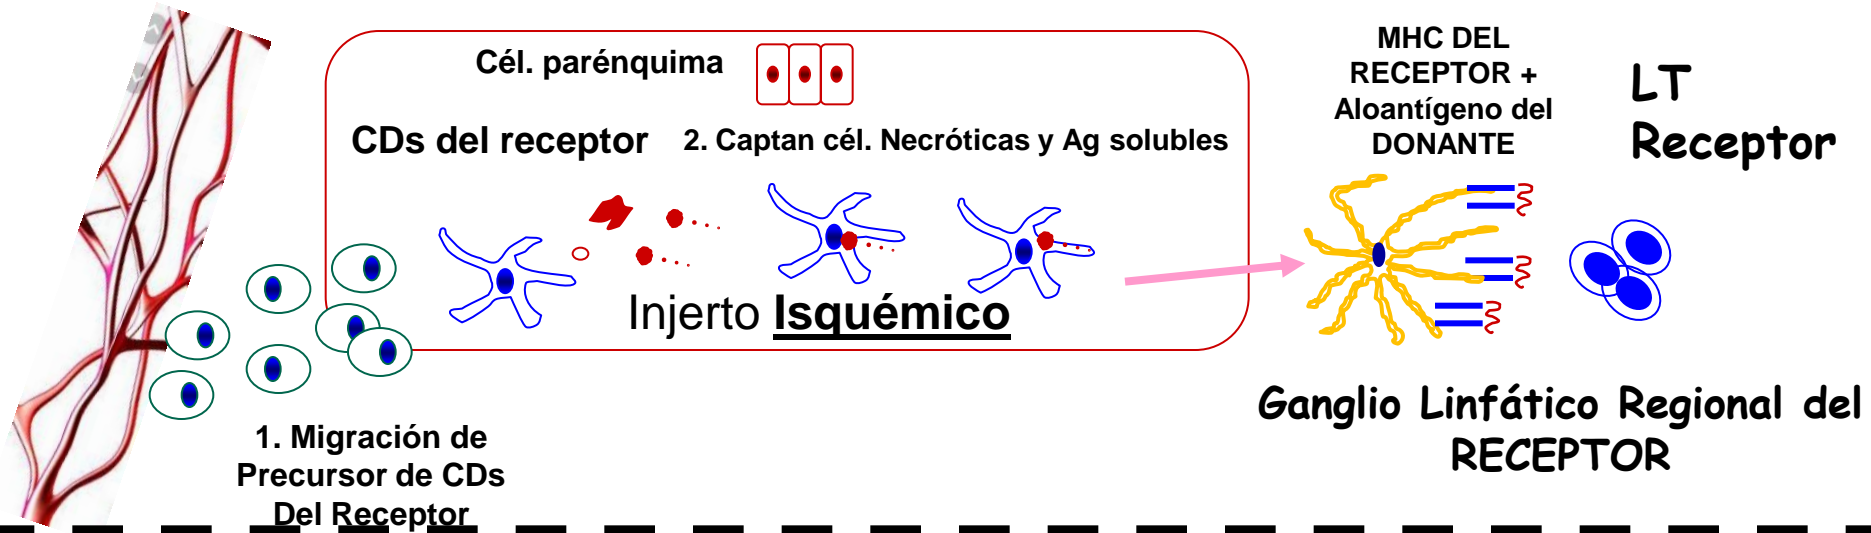 Cél. parénquima
CDs del receptor
2. Captan cél. Necróticas y Ag solubles
Injerto Isquémico
1. Migración de
Precursor de CDs
Del Receptor
MHC DEL
RECEPTOR +
Aloantígeno del
DONANTE
LT
Receptor
Ganglio Linfático Regional del
RECEPTOR